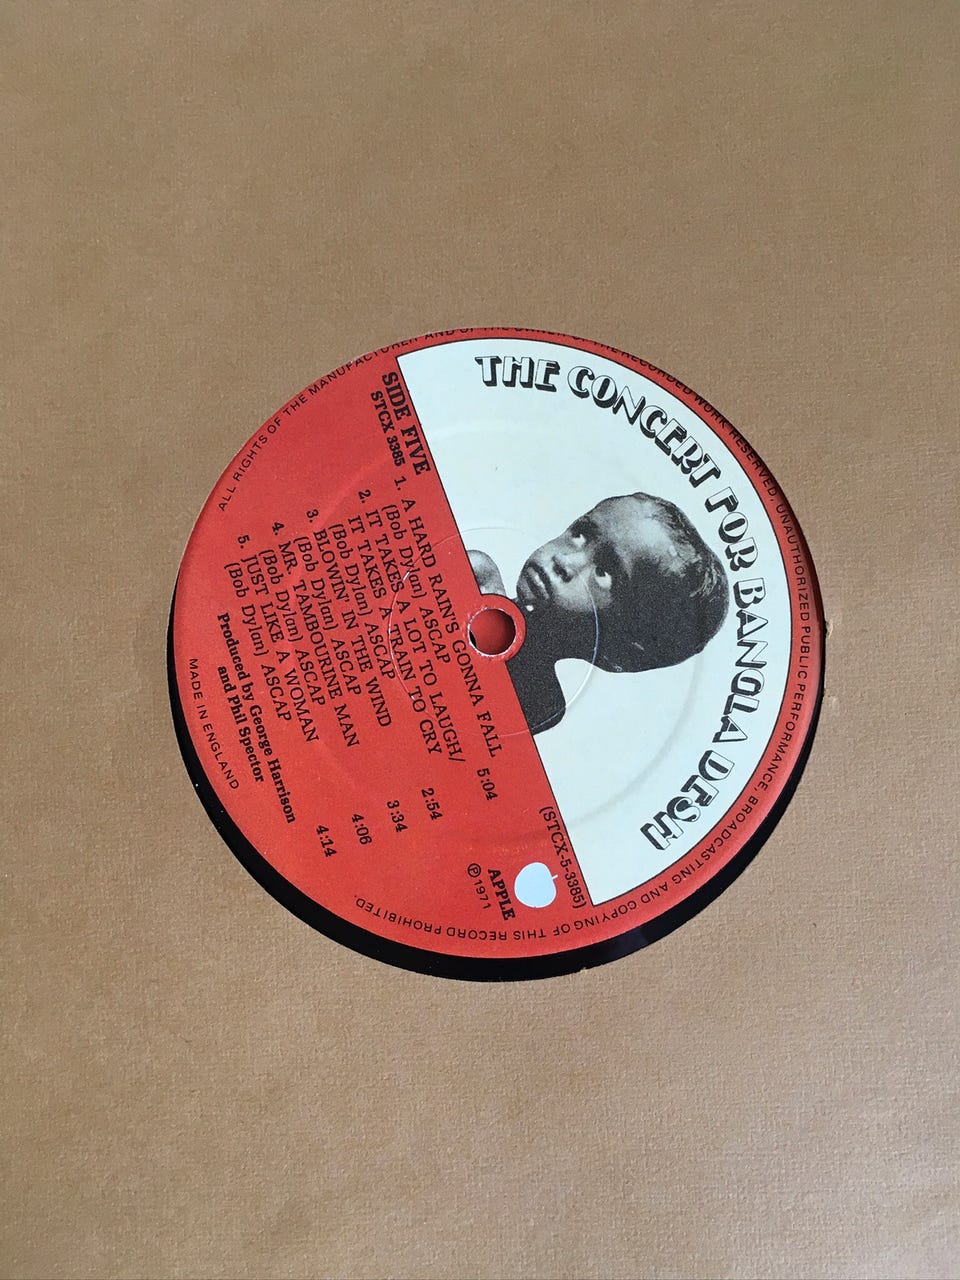 THE CONCERT FOR BANGLA DESH
(STCX-5-3385)
SIDE FIVE
STCX 3385
1. A HARD RAIN'S GONNA FALL 5:04
(Bob Dylan) ASCAP
2. IT TAKES A LOT TO LAUGH/
IT TAKES A TRAIN TO CRY 2:54
(Bob Dylan) ASCAP
3. BLOWIN' IN THE WIND 3:34
(Bob Dylan) ASCAP
4. MR. TAMBOURINE MAN 4:06
(Bob Dylan) ASCAP
5. JUST LIKE A WOMAN 4:14
(Bob Dylan) ASCAP
Produced by George Harrison
and Phil Spector
APPLE
℗1971
MADE IN ENGLAND
ALL RIGHTS OF THE MANUFACTURER AND OF THE OWNER OF THE RECORDED WORK RESERVED, UNAUTHORIZED PUBLIC PERFORMANCE, BROADCASTING AND COPYING OF THIS RECORD PROHIBITED.